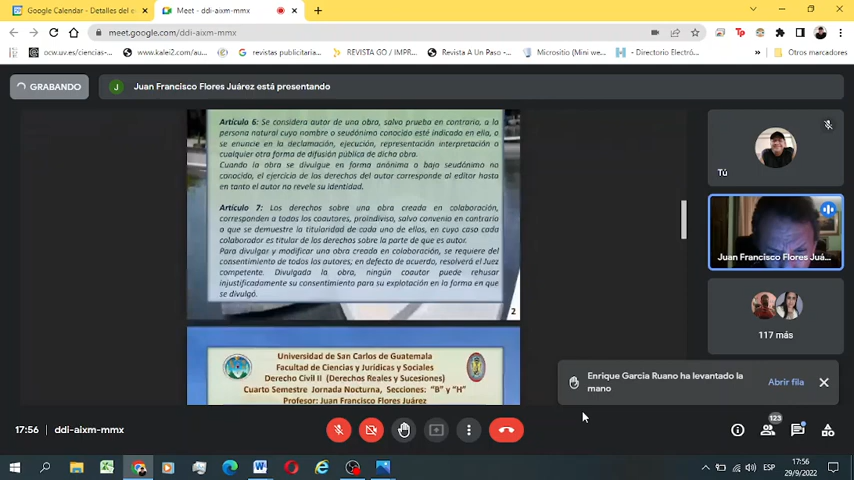 Google Calendar - Detalles del e
Meet - ddi-aixm-mmx
meet.google.com/ddi-aixm-mmx
ocw.uv.es/ciencias-...
www.kalei2.com/au...
revistas publicitaria...
REVISTA GO / IMPR...
Revista A Un Paso -...
Micrositio (Mini we...
- Directorio Electró...
Otros marcadores
GRABANDO
J
Juan Francisco Flores Juárez está presentando
Artículo 6: Se considera autor de una obra, salvo prueba en contrario, a la
persona natural cuyo nombre o seudónimo conocido esté indicado en ella, o
se enuncie en la declamación, ejecución, representación interpretación o
cualquier otra forma de difusión pública de dicha obra.
Cuando la obra se divulgue en forma anónima o bajo seudónimo no
conocido, el ejercicio de los derechos del autor corresponde al editor hasta
en tanto el autor no revele su identidad.
Artículo 7: Los derechos sobre una obra creada en colaboración,
corresponden a todos los coautores, proindiviso, salvo convenio en contrario
o que se demuestre la titularidad de cada uno de ellos, en cuyo caso cada
colaborador es titular de los derechos sobre la parte de que es autor.
Para divulgar y modificar una obra creada en colaboración, se requiere del
consentimiento de todos los autores; en defecto de acuerdo, resolverá el Juez
competente. Divulgada la obra, ningún coautor puede rehusar
injustificadamente su consentimiento para su explotación en la forma en que
se divulgó.
2
Universidad de San Carlos de Guatemala
Facultad de Ciencias y Jurídicas y Sociales
Derecho Civil II (Derechos Reales y Sucesiones)
Cuarto Semestre Jornada Nocturna, Secciones: "B" y "H"
Profesor: Juan Francisco Flores Juárez
Tú
Juan Francisco Flores Juá...
117 más
Enrique Garcia Ruano ha levantado la
mano
Abrir fila
17:56
ddi-aixm-mmx
123
ESP
17:56
29/9/2022